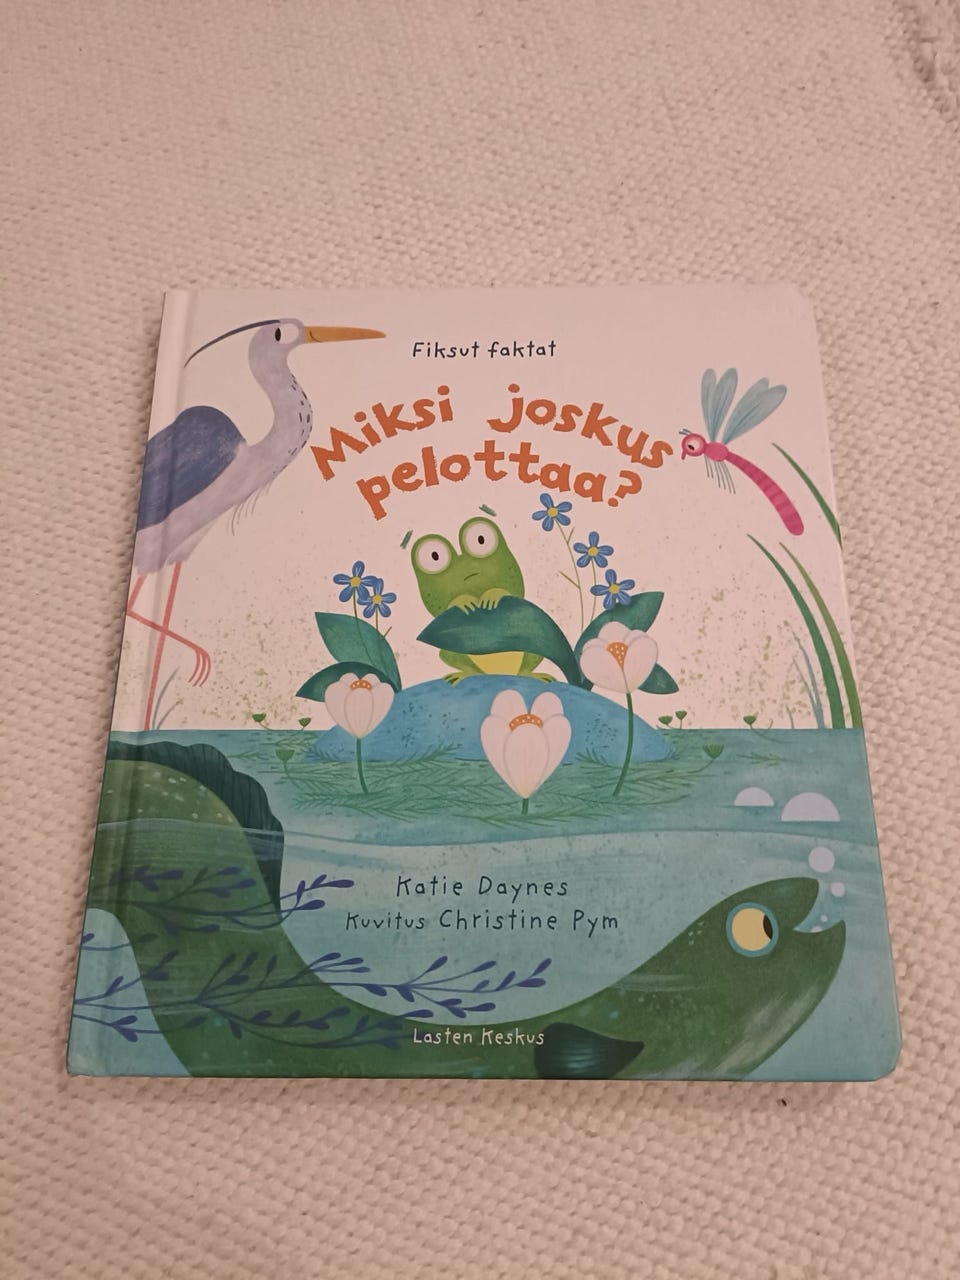 Fiksut faktat
Miksi joskus
pelottaa?
Katie Daynes
Kuvitus Christine Pym
Lasten Keskus